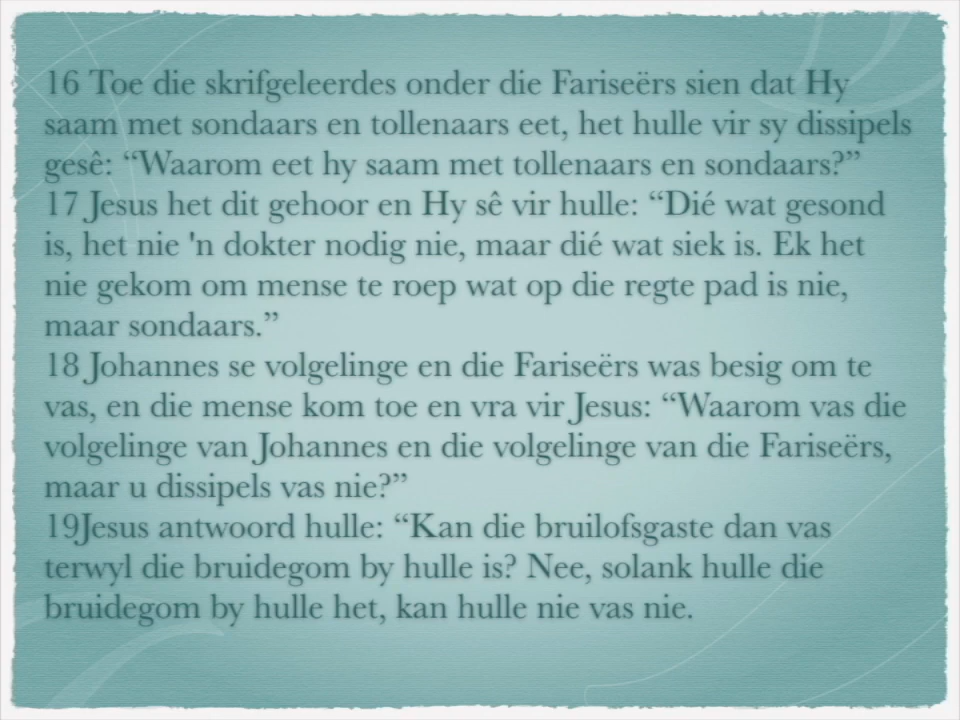 16 Toe die skrifgeleerdes onder die Fariseërs sien dat Hy
saam met sondaars en tollenaars eet, het hulle vir sy dissipels
gesê: “Waarom eet hy saam met tollenaars en sondaars?”
17 Jesus het dit gehoor en Hy sê vir hulle: “Dié wat gesond
is, het nie 'n dokter nodig nie, maar dié wat siek is. Ek het
nie gekom om mense te roep wat op die regte pad is nie,
maar sondaars.”
18 Johannes se volgelinge en die Fariseërs was besig om te
vas, en die mense kom toe en vra vir Jesus: “Waarom vas die
volgelinge van Johannes en die volgelinge van die Fariseërs,
maar u dissipels vas nie?”
19Jesus antwoord hulle: “Kan die bruilofsgaste dan vas
terwyl die bruidegom by hulle is? Nee, solank hulle die
bruidegom by hulle het, kan hulle nie vas nie.